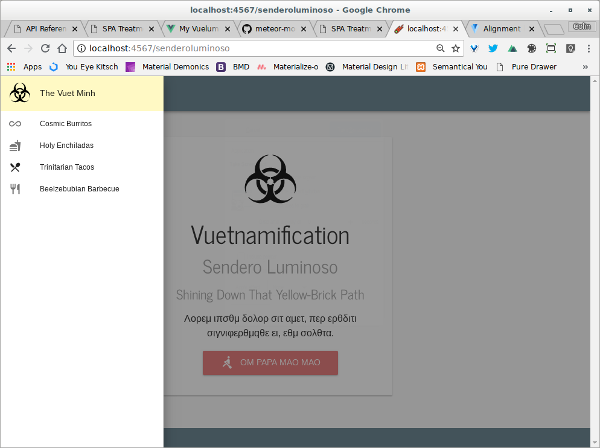 localhost:4567/senderoluminoso - Google Chrome
API Referen
SPA Treatm
My Vuelum
meteor-mo
SPA Treatm
localhost:4
Alignment
Colin
localhost:4567/senderoluminoso
Apps
You Eye Kitsch
Material Demonics
BMD
Materialize-o
Material Design Lit
Semantical You
Pure Drawer
»
The Vuet Minh
Cosmic Burritos
Holy Enchiladas
Trinitarian Tacos
Beelzebubian Barbecue
Vuetnamification
Sendero Luminoso
Shining Down That Yellow-Brick Path
Λορεμ ιπσθμ δολορ σιτ αμετ, περ ερθδιτι
σιγνιφερθμqθε ει, εθμ σολθτα.
OM PAPA MAO MAO